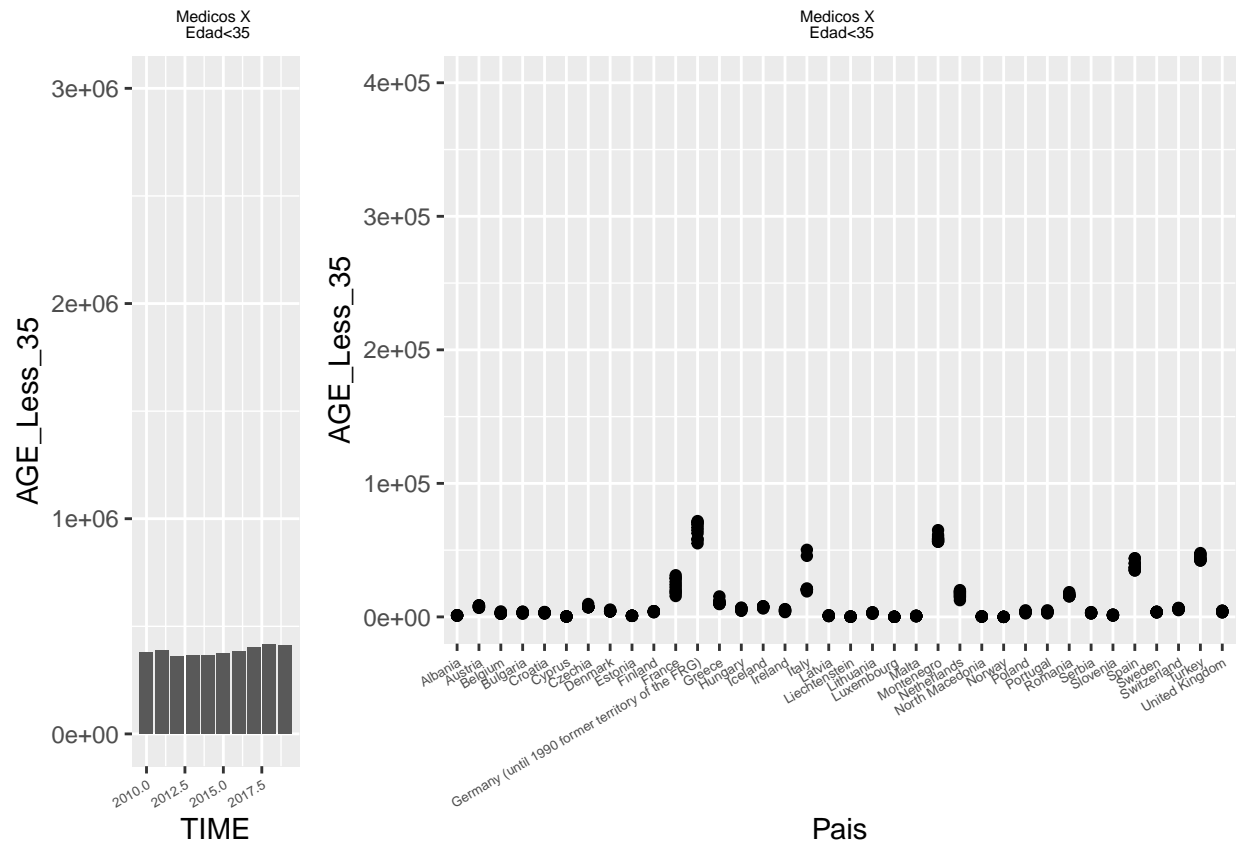 Medicos X
Edad<35
AGE_Less_35
3e+06
2e+06
1e+06
0e+00
2010.0
2012.5
2015.0
2017.5
TIME
Medicos X
Edad<35
AGE_Less_35
4e+05
3e+05
2e+05
1e+05
0e+00
Albania
Austria
Belgium
Bulgaria
Croatia
Cyprus
Czechia
Denmark
Estonia
Finland
France
Germany (until 1990 former territory of the FRG)
Greece
Hungary
Iceland
Ireland
Italy
Latvia
Liechtenstein
Lithuania
Luxembourg
Malta
Montenegro
Netherlands
North Macedonia
Norway
Poland
Portugal
Romania
Serbia
Slovenia
Spain
Sweden
Switzerland
Turkey
United Kingdom
Pais